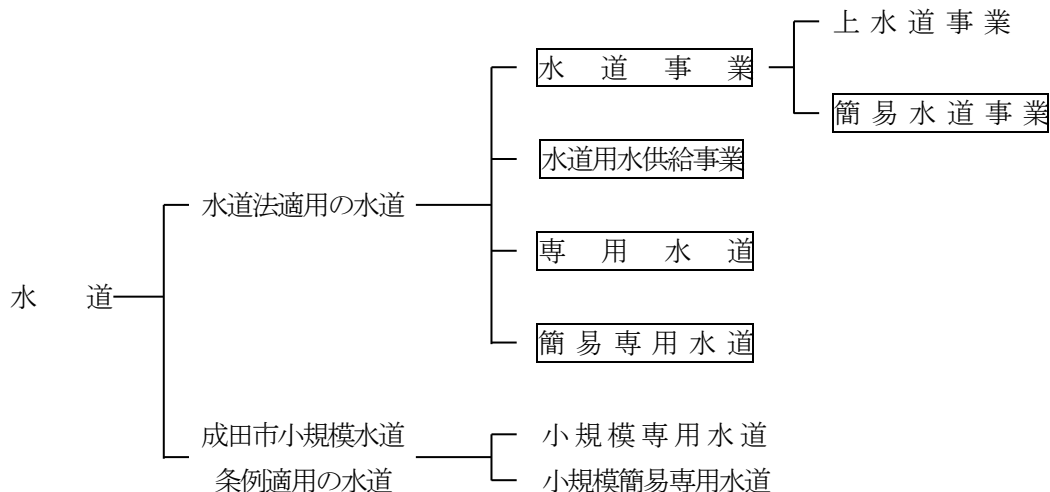 上水道事業
水道事業
簡易水道事業
水道用水供給事業
水道法適用の水道
専用水道
水道
簡易専用水道
成田市小規模水道
条例適用の水道
小規模専用水道
小規模簡易専用水道